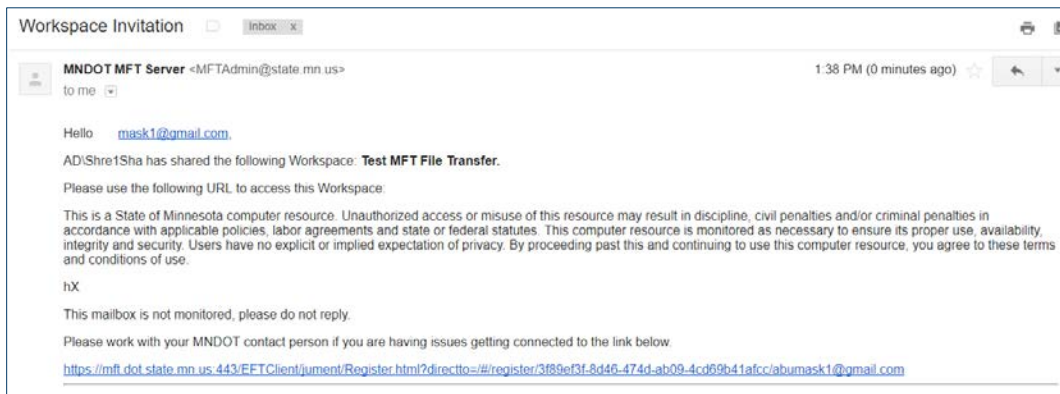 Workspace Invitation Inbox x
MNDOT MFT Server <MFTAdmin@state.mn.us> 1:38 PM (0 minutes ago)
to me
Hello mask1@gmail.com,
AD\Shre1Sha has shared the following Workspace: Test MFT File Transfer.
Please use the following URL to access this Workspace:
This is a State of Minnesota computer resource. Unauthorized access or misuse of this resource may result in discipline, civil penalties and/or criminal penalties in
accordance with applicable policies, labor agreements and state or federal statutes. This computer resource is monitored as necessary to ensure its proper use, availability,
integrity and security. Users have no explicit or implied expectation of privacy. By proceeding past this and continuing to use this computer resource, you agree to these terms
and conditions of use.
hX
This mailbox is not monitored, please do not reply.
Please work with your MNDOT contact person if you are having issues getting connected to the link below.
https://mft.dot.state.mn.us:443/EFTClient/jument/Register.html?directto=/#/register/3f89ef3f-8d46-474d-ab09-4cd69b41afcc/abumask1@gmail.com